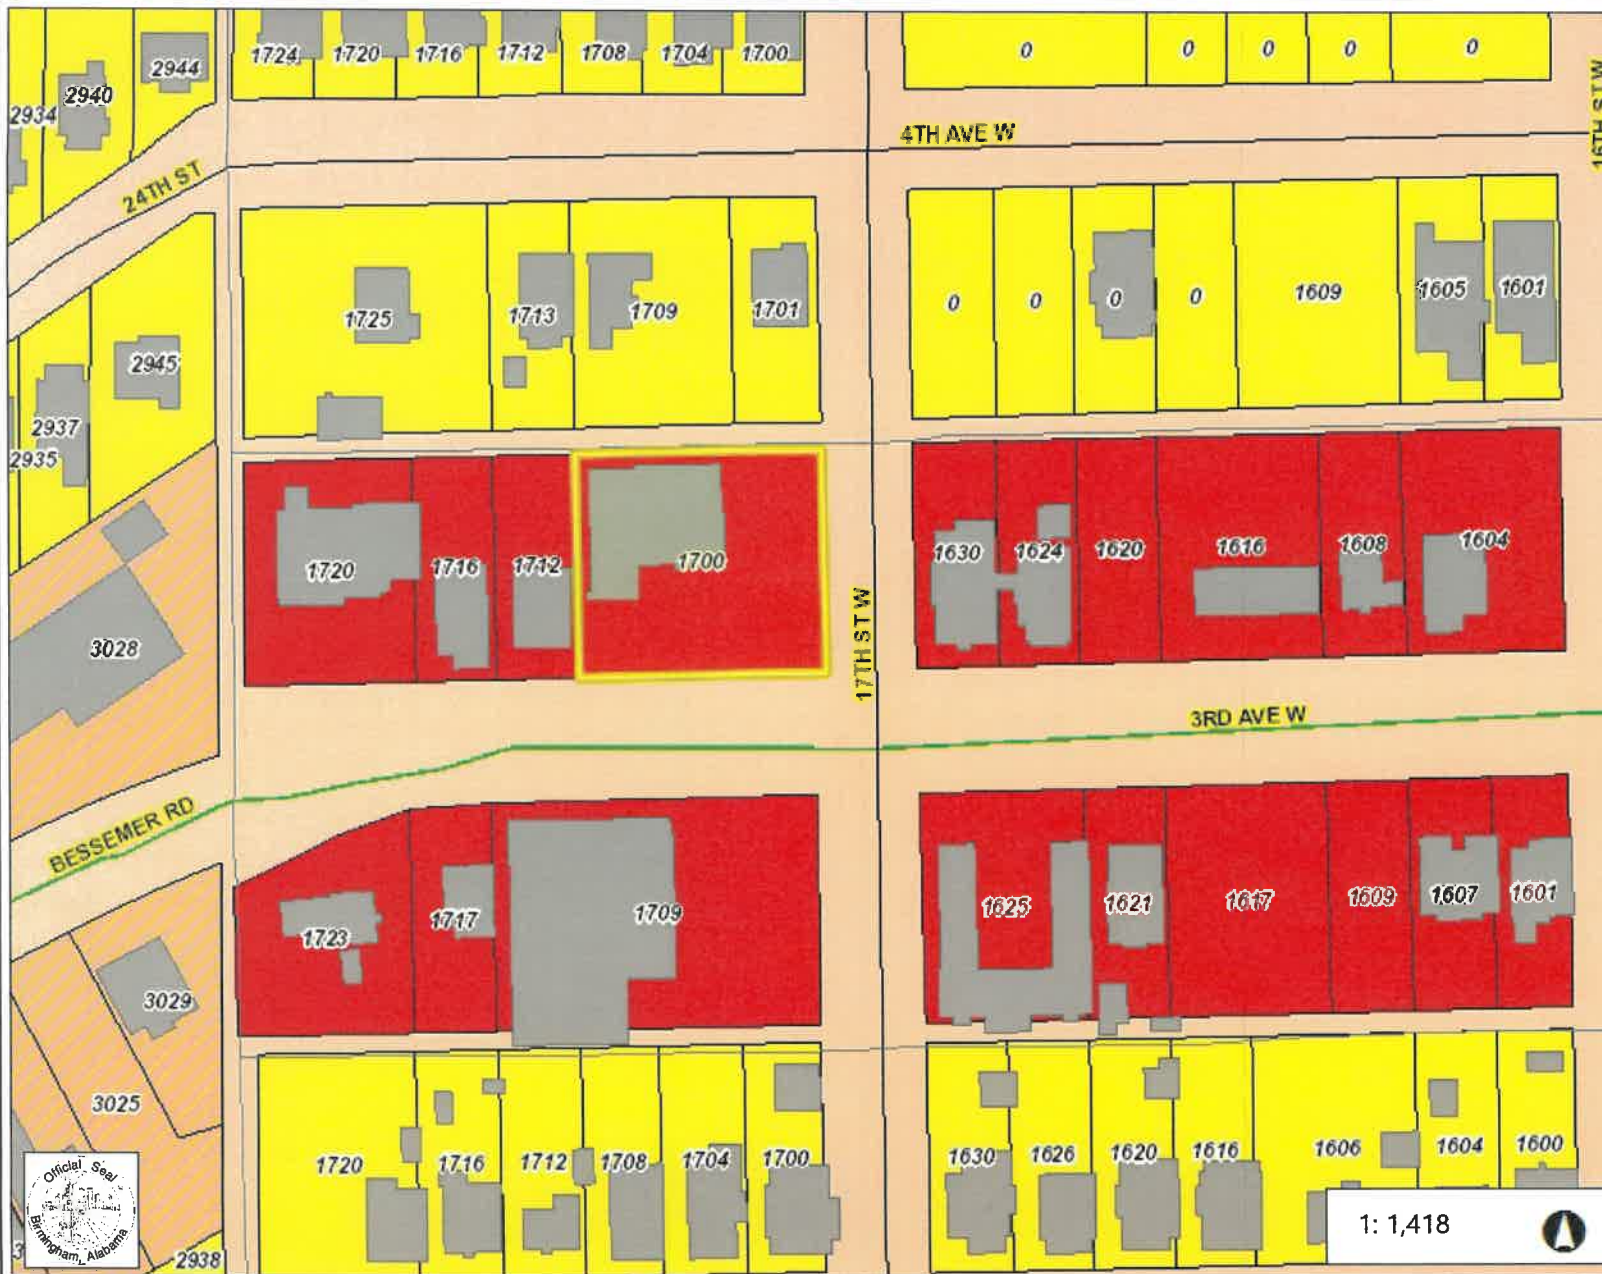 1724 1720 1716 1712 1708 1704 1700 0 0 0 0 0
2944
2940
2934
16TH ST W
4TH AVE W
24TH ST
1725 1713 1709 1701 0 0 0 0 1609 1605 1601
2945
2937
2935
1720 1716 1712 1700 1630 1624 1620 1616 1608 1604
3028
17TH ST W
3RD AVE W
BESSEMER RD
1723 1717 1709 1625 1621 1617 1609 1607 1601
3029
3025
1720 1716 1712 1708 1704 1700 1630 1626 1620 1616 1606 1604 1600
Official Seal
Birmingham, Alabama
2938
1: 1,418